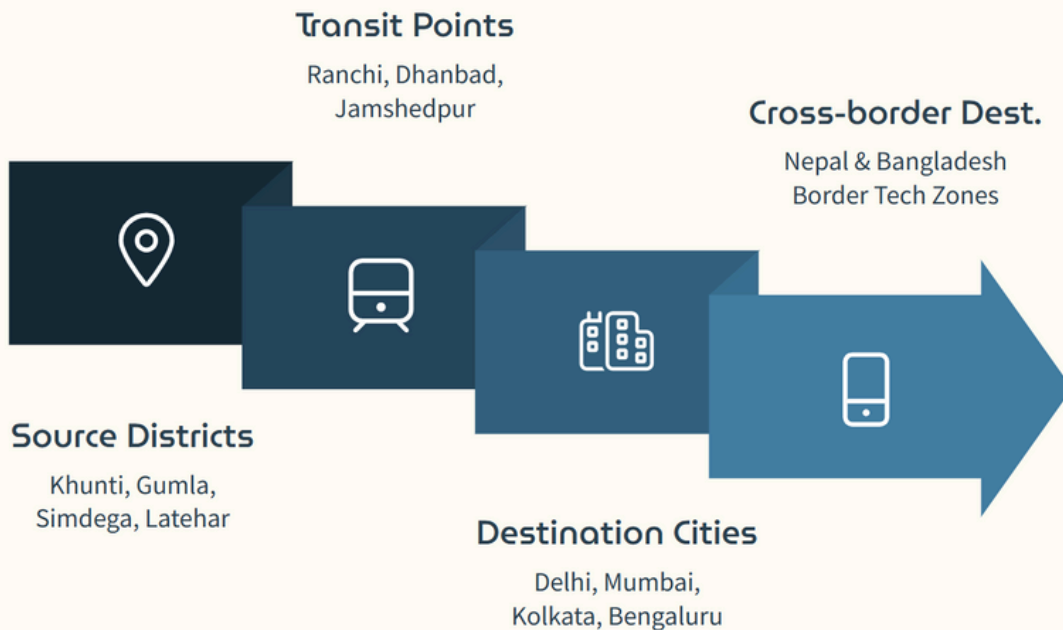 Transit Points
Ranchi, Dhanbad,
Jamshedpur
Cross-border Dest.
Nepal & Bangladesh
Border Tech Zones
Source Districts
Khunti, Gumla,
Simdega, Latehar
Destination Cities
Delhi, Mumbai,
Kolkata, Bengaluru